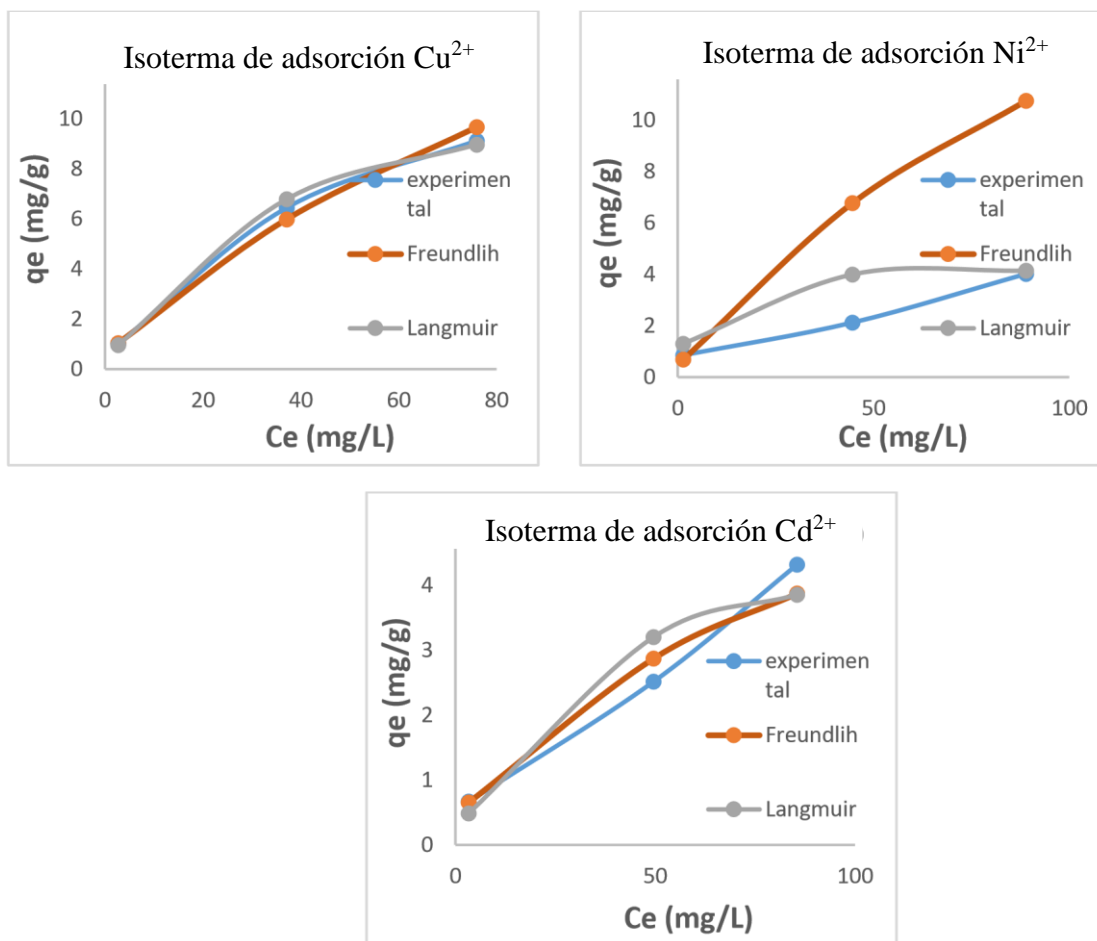 Isoterma de adsorción Cu²⁺
10
8
6
4
2
0
0 20 40 60 80
qe (mg/g)
Ce (mg/L)
experimen
tal
Freundlih
Langmuir
Isoterma de adsorción Ni²⁺
10
8
6
4
2
0
0 50 100
qe (mg/g)
Ce (mg/L)
experimen
tal
Freundlih
Langmuir
Isoterma de adsorción Cd²⁺
4
3
2
1
0
0 50 100
qe (mg/g)
Ce (mg/L)
experimen
tal
Freundlih
Langmuir